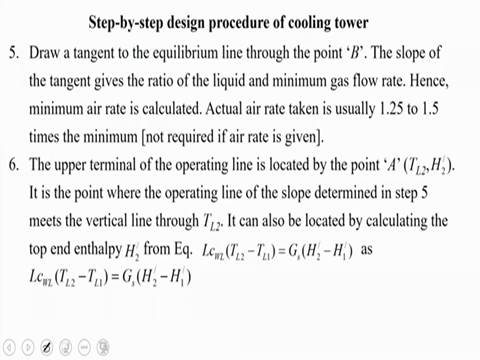 Step-by-step design procedure of cooling tower
5. Draw a tangent to the equilibrium line through the point ‘B’. The slope of
the tangent gives the ratio of the liquid and minimum gas flow rate. Hence,
minimum air rate is calculated. Actual air rate taken is usually 1.25 to 1.5
times the minimum [not required if air rate is given].
6. The upper terminal of the operating line is located by the point ‘A’ (T_{L2}, H′_2).
It is the point where the operating line of the slope determined in step 5
meets the vertical line through T_{L2}. It can also be located by calculating the
top end enthalpy H′_2 from Eq. Lc_{WL}(T_{L2} − T_{L1}) = G_s(H′_2 − H′_1) as
Lc_{WL}(T_{L2} − T_{L1}) = G_s(H′_2 − H′_1)